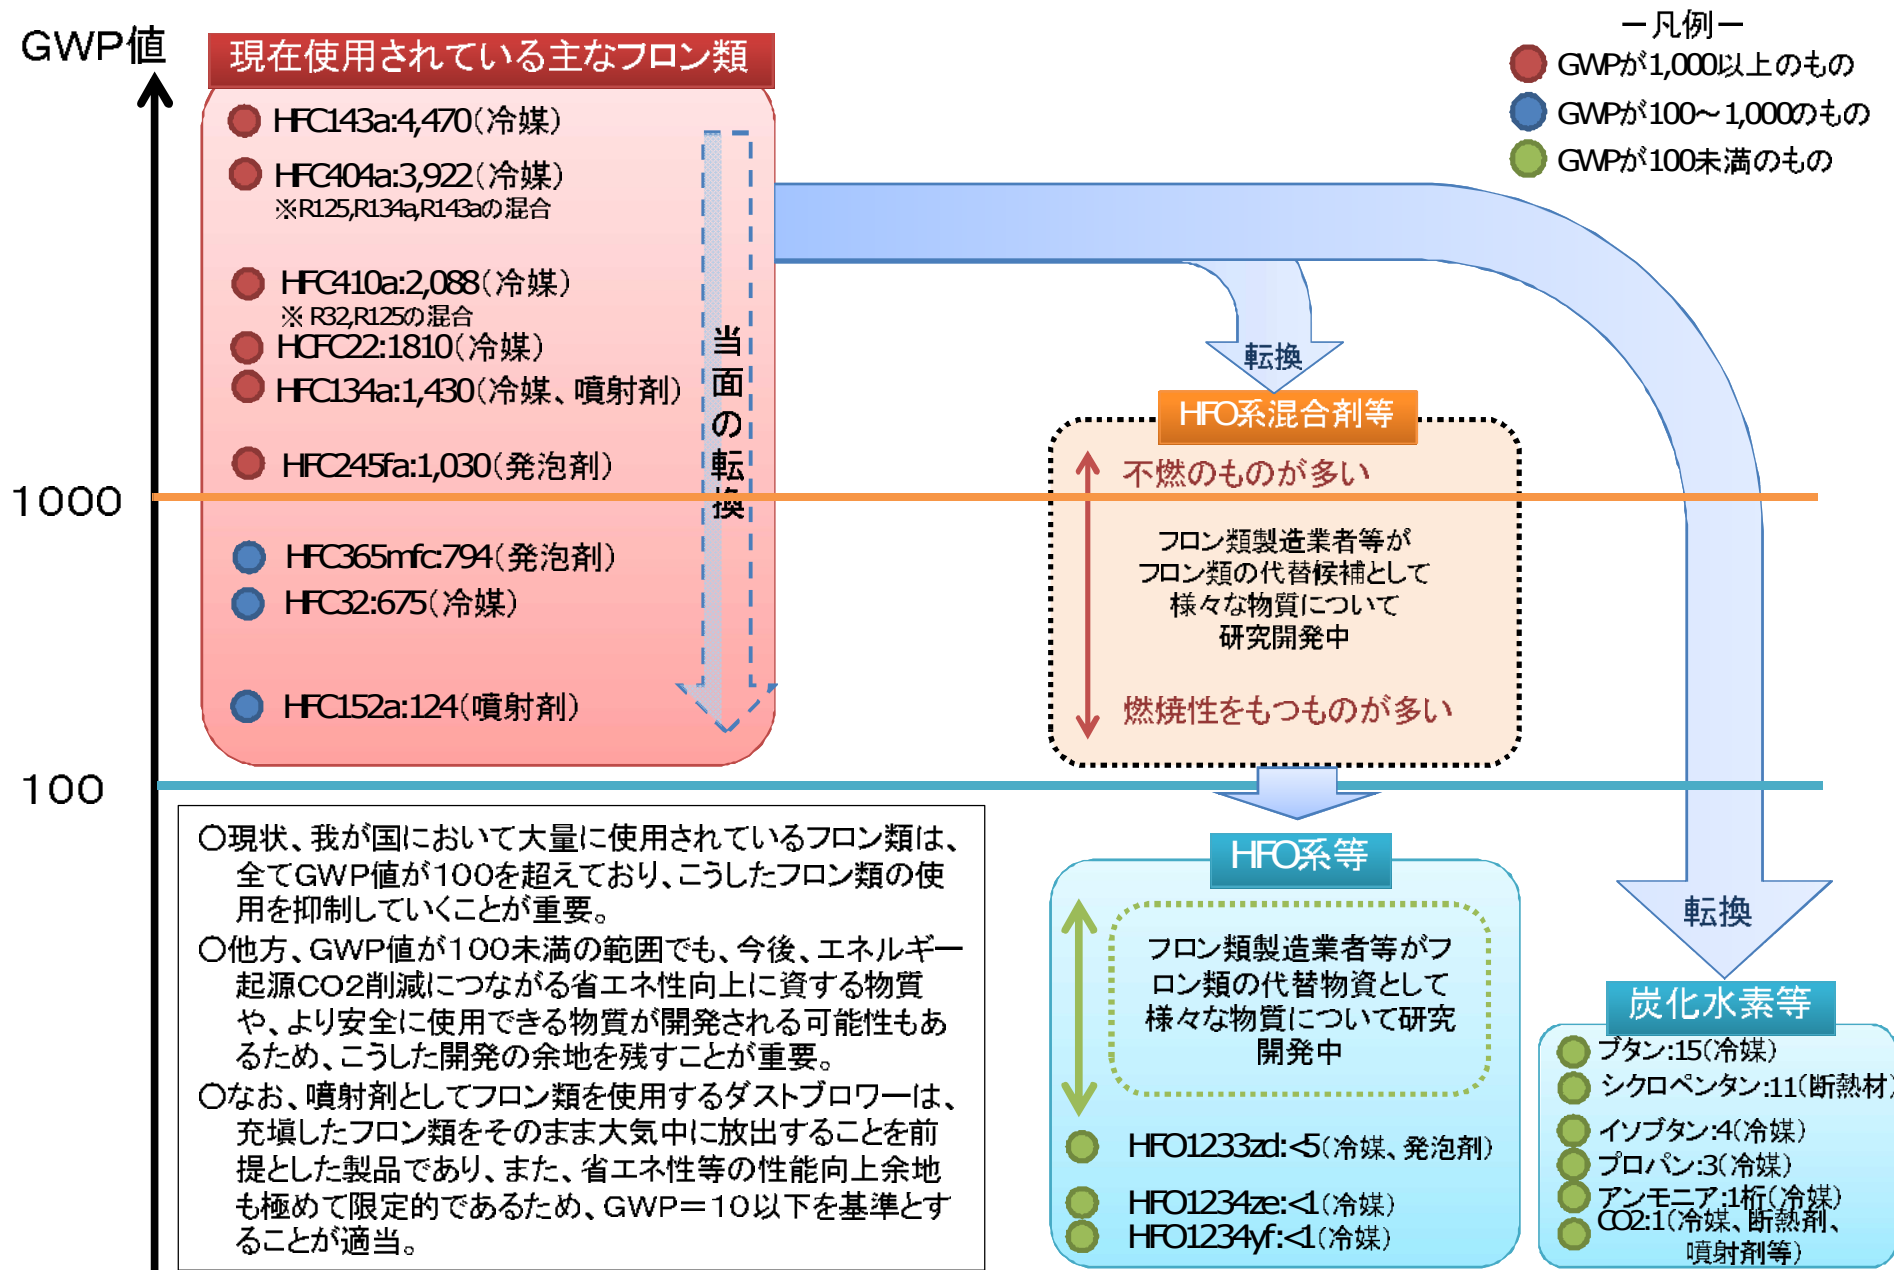 GWP値
現在使用されている主なフロン類
HFC143a:4,470(冷媒)
HFC404a:3,922(冷媒)
※R125,R134a,R143aの混合
HFC410a:2,088(冷媒)
※ R32,R125の混合
HCFC22:1810(冷媒)
HFC134a:1,430(冷媒、噴射剤)
HFC245fa:1,030(発泡剤)
HFC365mfc:794(発泡剤)
HFC32:675(冷媒)
HFC152a:124(噴射剤)
当面の転換
1000
100
ー凡例ー
GWPが1,000以上のもの
GWPが100～1,000のもの
GWPが100未満のもの
転換
HFO系混合剤等
不燃のものが多い
フロン類製造業者等が
フロン類の代替候補として
様々な物質について
研究開発中
燃焼性をもつものが多い
○現状、我が国において大量に使用されているフロン類は、
全てGWP値が100を超えており、こうしたフロン類の使
用を抑制していくことが重要。
○他方、GWP値が100未満の範囲でも、今後、エネルギー
起源CO2削減につながる省エネ性向上に資する物質
や、より安全に使用できる物質が開発される可能性もあ
るため、こうした開発の余地を残すことが重要。
○なお、噴射剤としてフロン類を使用するダストブロワーは、
充填したフロン類をそのまま大気中に放出することを前
提とした製品であり、また、省エネ性等の性能向上余地
も極めて限定的であるため、GWP＝10以下を基準とす
ることが適当。
HFO系等
フロン類製造業者等がフ
ロン類の代替物資として
様々な物質について研究
開発中
HFO1233zd:<5(冷媒、発泡剤)
HFO1234ze:<1(冷媒)
HFO1234yf:<1(冷媒)
転換
炭化水素等
ブタン:15(冷媒)
シクロペンタン:11(断熱材)
イソブタン:4(冷媒)
プロパン:3(冷媒)
アンモニア:1桁(冷媒)
CO2:1(冷媒、断熱剤、
噴射剤等)